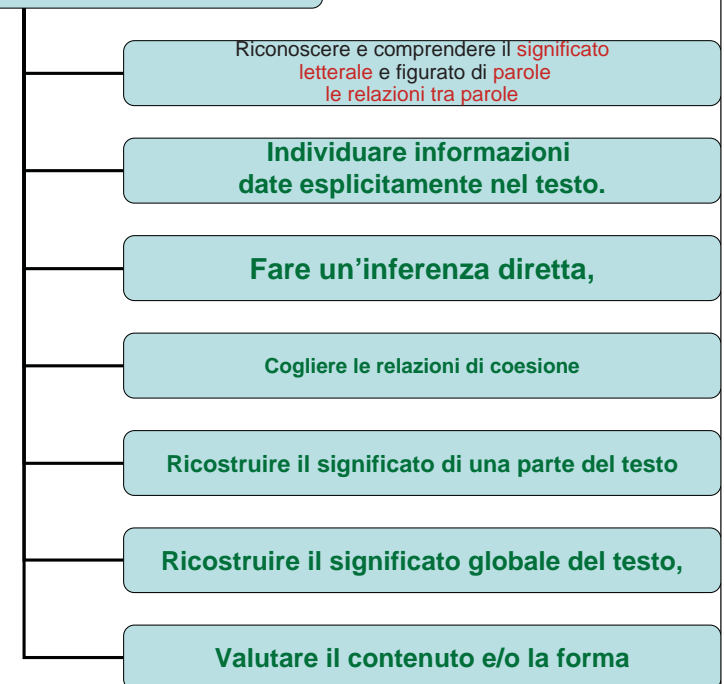 Riconoscere e comprendere il significato
letterale e figurato di parole
le relazioni tra parole
Individuare informazioni
date esplicitamente nel testo.
Fare un’inferenza diretta,
Cogliere le relazioni di coesione
Ricostruire il significato di una parte del testo
Ricostruire il significato globale del testo,
Valutare il contenuto e/o la forma